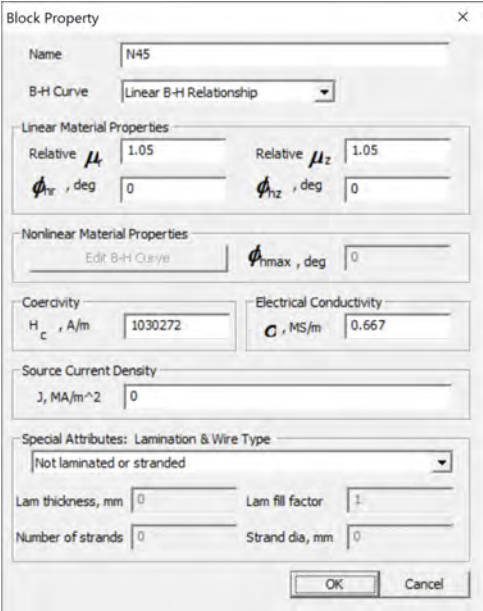 Block Property
Name N45
B-H Curve Linear B-H Relationship
Linear Material Properties
Relative μr 1.05 Relative μz 1.05
ϕhr , deg 0 ϕhz , deg 0
Nonlinear Material Properties
Edit B-H Curve ϕhmax , deg 0
Coercivity Electrical Conductivity
Hc , A/m 1030272 σ , MS/m 0.667
Source Current Density
J, MA/m^2 0
Special Attributes: Lamination & Wire Type
Not laminated or stranded
Lam thickness, mm 0 Lam fill factor 1
Number of strands 0 Strand dia, mm 0
OK Cancel